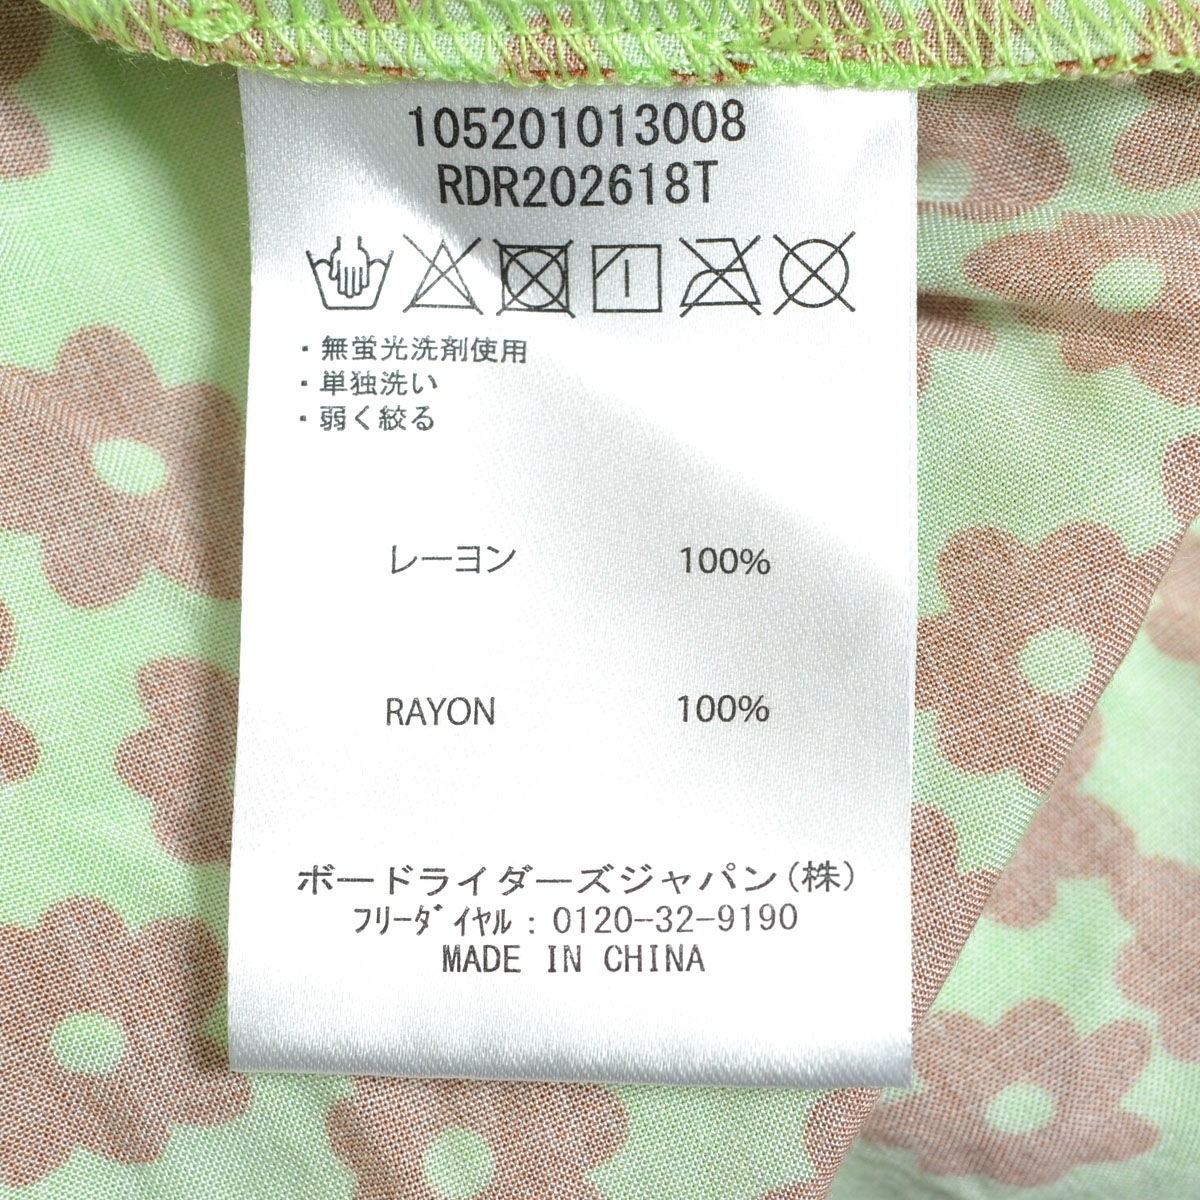 105201013008
RDR202618T
・無蛍光洗剤使用
・単独洗い
・弱く絞る
レーヨン 100%
RAYON 100%
ボードライダーズジャパン(株)
フリーダイヤル : 0120-32-9190
MADE IN CHINA